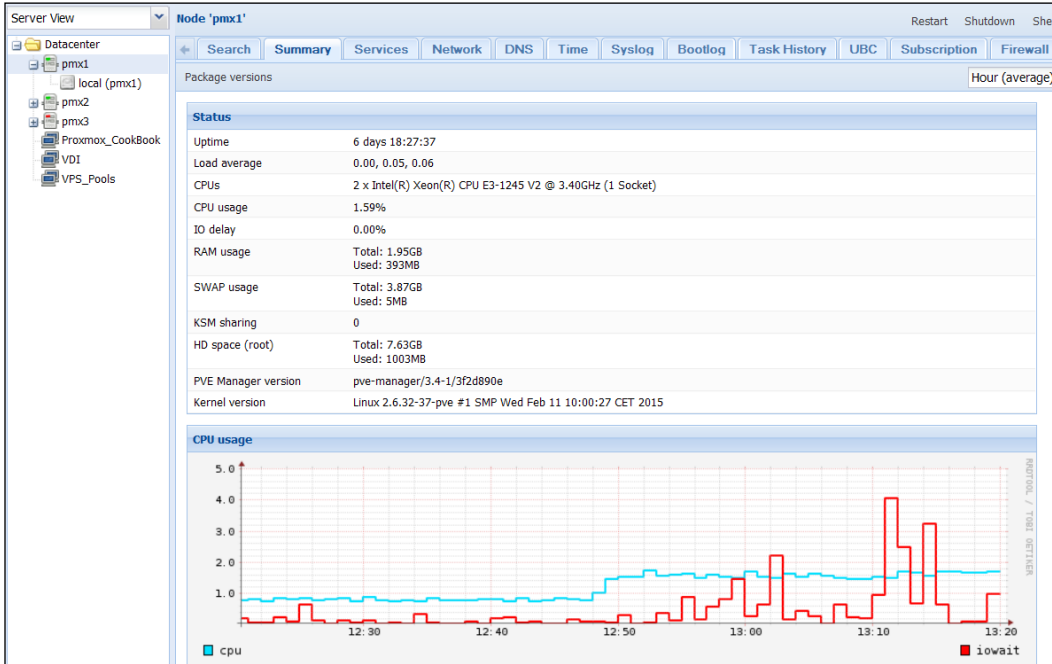 Server View
Node 'pmx1'
Restart Shutdown She
Datacenter
pmx1
local (pmx1)
pmx2
pmx3
Proxmox_CookBook
VDI
VPS_Pools
Search Summary Services Network DNS Time Syslog Bootlog Task History UBC Subscription Firewall
Package versions
Hour (average)
Status
Uptime 6 days 18:27:37
Load average 0.00, 0.05, 0.06
CPUs 2 x Intel(R) Xeon(R) CPU E3-1245 V2 @ 3.40GHz (1 Socket)
CPU usage 1.59%
IO delay 0.00%
RAM usage Total: 1.95GB
Used: 393MB
SWAP usage Total: 3.87GB
Used: 5MB
KSM sharing 0
HD space (root) Total: 7.63GB
Used: 1003MB
PVE Manager version pve-manager/3.4-1/3f2d890e
Kernel version Linux 2.6.32-37-pve #1 SMP Wed Feb 11 10:00:27 CET 2015
CPU usage
5.0
4.0
3.0
2.0
1.0
12:30 12:40 12:50 13:00 13:10 13:20
cpu iowait
RRDTOOL / TOBI OETIKER